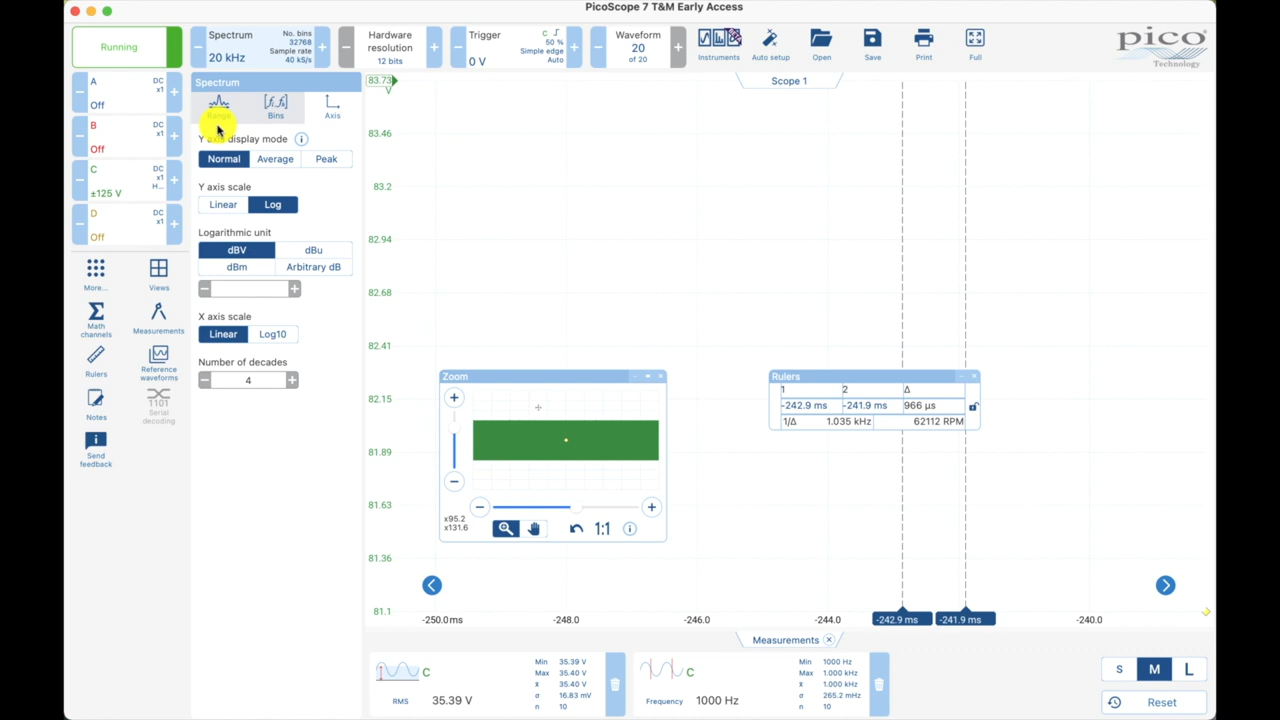 PicoScope 7 T&M Early Access
Running
Spectrum
20 kHz
No. bins
32768
Sample rate
40 kS/s
Hardware
resolution
12 bits
Trigger
0 V
C
50 %
Simple edge
Auto
Waveform
20
of 20
Instruments
Auto setup
Open
Save
Print
Full
pico
Technology
A
DC
x1
Off
B
DC
x1
Off
C
DC
x1
H...
±125 V
D
DC
x1
Off
More...
Views
Math
channels
Measurements
Rulers
Reference
waveforms
Notes
1101
Serial
decoding
Send
feedback
Spectrum
Range
Bins
Axis
Y axis display mode
Normal
Average
Peak
Y axis scale
Linear
Log
Logarithmic unit
dBV
dBu
dBm
Arbitrary dB
X axis scale
Linear
Log10
Number of decades
4
Scope 1
83.73
V
83.46
83.2
82.94
82.68
82.41
82.15
81.89
81.63
81.36
81.1
Zoom
x95.2
x131.6
1:1
Rulers
1 2 Δ
-242.9 ms -241.9 ms 966 µs
1/Δ 1.035 kHz 62112 RPM
-250.0 ms
-248.0
-246.0
-244.0
-242.9 ms
-241.9 ms
-240.0
Measurements
C
RMS
35.39 V
Min 35.39 V
Max 35.40 V
x̄ 35.40 V
σ 16.83 mV
n 10
C
Frequency
1000 Hz
Min 1000 Hz
Max 1.000 kHz
x̄ 1.000 kHz
σ 265.2 mHz
n 10
S
M
L
Reset